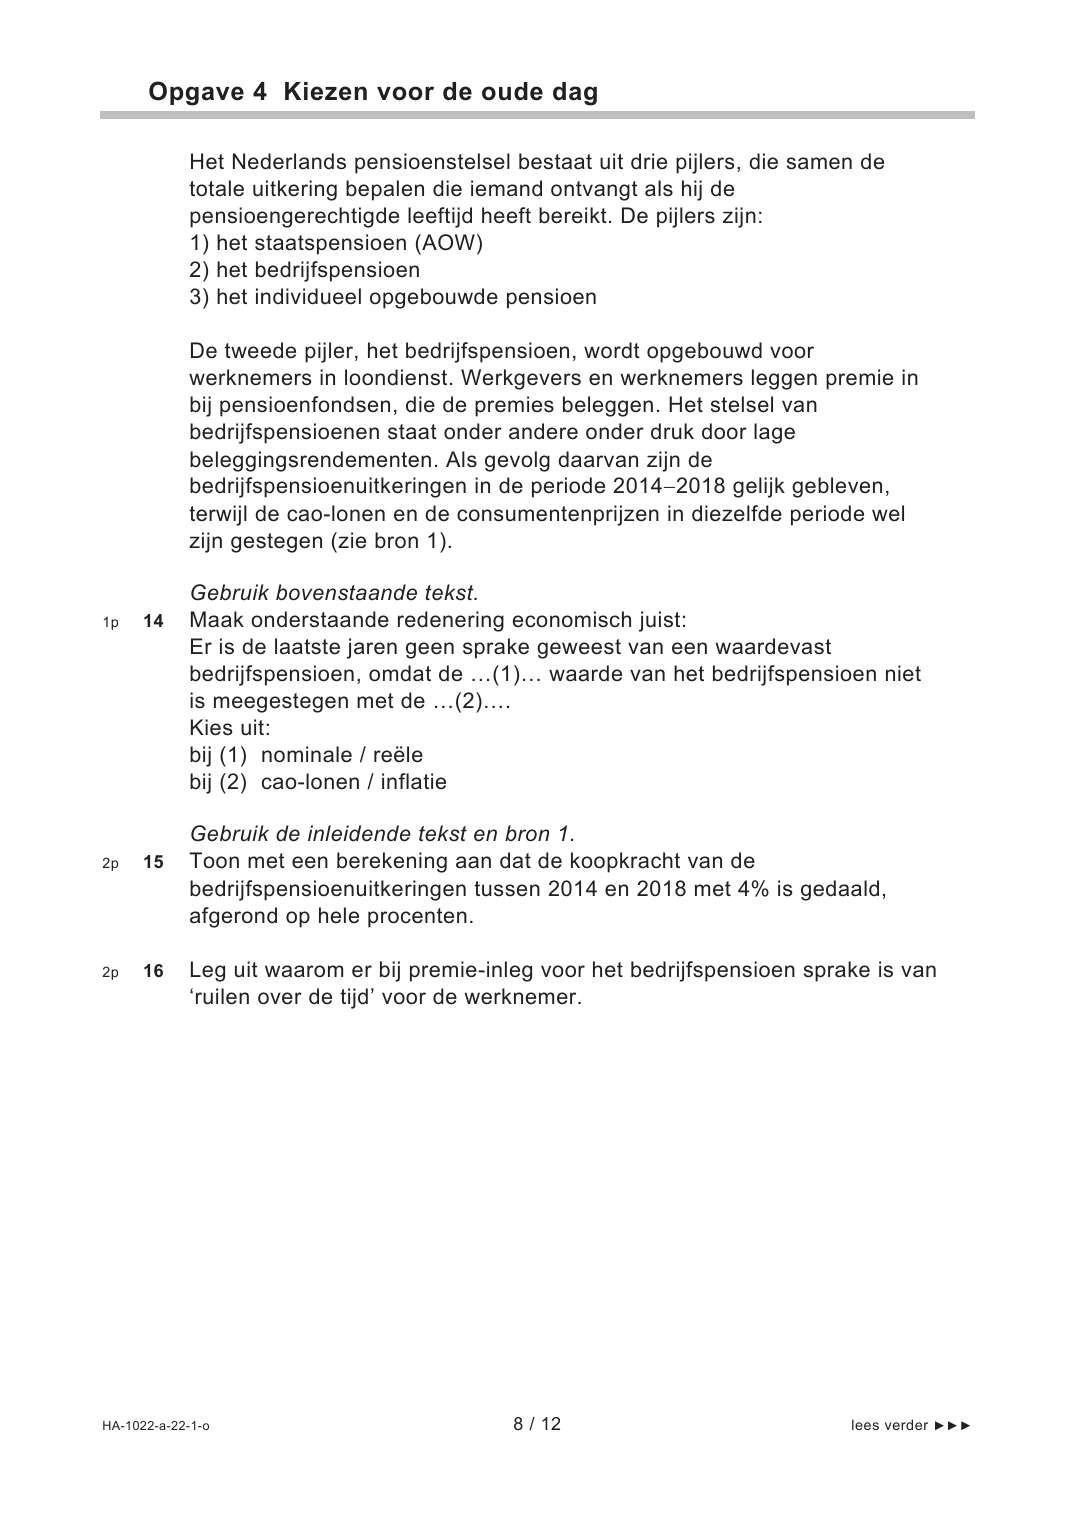 Opgave 4  Kiezen voor de oude dag
Het Nederlands pensioenstelsel bestaat uit drie pijlers, die samen de
totale uitkering bepalen die iemand ontvangt als hij de
pensioengerechtigde leeftijd heeft bereikt. De pijlers zijn:
1) het staatspensioen (AOW)
2) het bedrijfspensioen
3) het individueel opgebouwde pensioen
De tweede pijler, het bedrijfspensioen, wordt opgebouwd voor
werknemers in loondienst. Werkgevers en werknemers leggen premie in
bij pensioenfondsen, die de premies beleggen. Het stelsel van
bedrijfspensioenen staat onder andere onder druk door lage
beleggingsrendementen. Als gevolg daarvan zijn de
bedrijfspensioenuitkeringen in de periode 2014–2018 gelijk gebleven,
terwijl de cao-lonen en de consumentenprijzen in diezelfde periode wel
zijn gestegen (zie bron 1).
Gebruik bovenstaande tekst.
1p 14 Maak onderstaande redenering economisch juist:
Er is de laatste jaren geen sprake geweest van een waardevast
bedrijfspensioen, omdat de …(1)… waarde van het bedrijfspensioen niet
is meegestegen met de …(2)….
Kies uit:
bij (1) nominale / reële
bij (2) cao-lonen / inflatie
Gebruik de inleidende tekst en bron 1.
2p 15 Toon met een berekening aan dat de koopkracht van de
bedrijfspensioenuitkeringen tussen 2014 en 2018 met 4% is gedaald,
afgerond op hele procenten.
2p 16 Leg uit waarom er bij premie-inleg voor het bedrijfspensioen sprake is van
‘ruilen over de tijd’ voor de werknemer.
HA-1022-a-22-1-o 8 / 12 lees verder ►►►